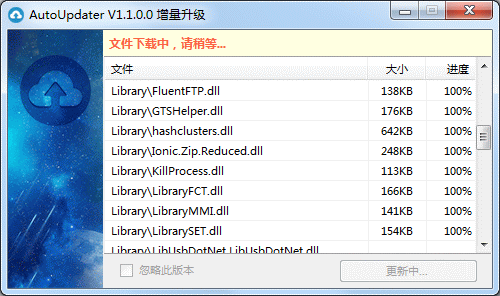 AutoUpdater V1.1.0.0 增量升级
文件下载中，请稍等...
文件 大小 进度
Library\FluentFTP.dll 138KB 100%
Library\GTSHelper.dll 176KB 100%
Library\hashclusters.dll 642KB 100%
Library\Ionic.Zip.Reduced.dll 248KB 100%
Library\KillProcess.dll 113KB 100%
Library\LibraryFCT.dll 166KB 100%
Library\LibraryMMI.dll 141KB 100%
Library\LibrarySET.dll 154KB 100%
Library\LibUsbDotNet.LibUsbDotNet.dll
忽略此版本 更新中...